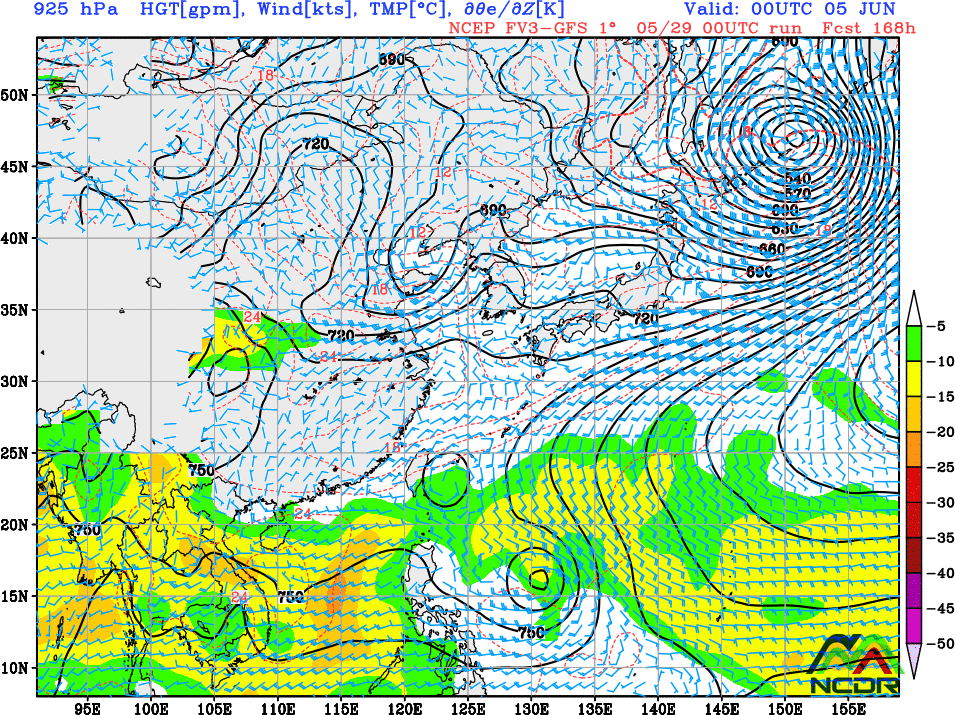 925 hPa HGT[gpm], Wind[kts], TMP[°C], ∂θe/∂Z[K] Valid: 00UTC 05 JUN
NCEP FV3-GFS 1° 05/29 00UTC run Fcst 168h
690
18
50N
720
18
45N
12
540
570
12
600
690
12
630
18
40N
660
690
18
35N
24
720
720
24
-5
-10
30N
-15
-20
18
25N
750
-25
-30
24
20N
750
-35
-40
15N
24
750
-45
750
-50
10N
NCDR
95E 100E 105E 110E 115E 120E 125E 130E 135E 140E 145E 150E 155E